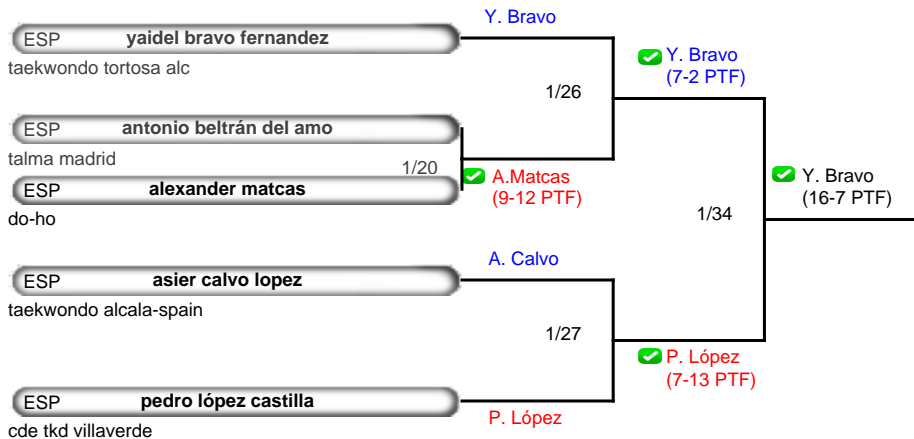 Y. Bravo
ESP yaidel bravo fernandez
taekwondo tortosa alc
Y. Bravo
(7-2 PTF)
1/26
ESP antonio beltrán del amo
talma madrid
1/20
A.Matcas
(9-12 PTF)
ESP alexander matcas
do-ho
Y. Bravo
(16-7 PTF)
1/34
A. Calvo
ESP asier calvo lopez
taekwondo alcala-spain
1/27
P. López
(7-13 PTF)
ESP pedro lópez castilla
P. López
cde tkd villaverde